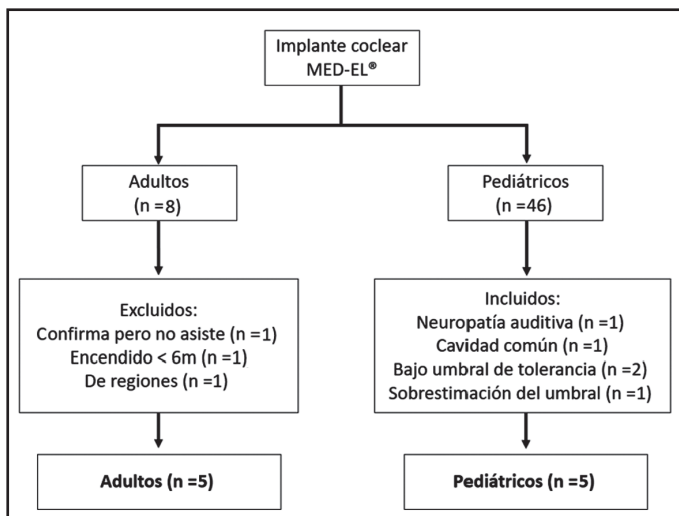 Implante coclear
MED-EL®
Adultos
(n =8)
Pediátricos
(n =46)
Excluidos:
Confirma pero no asiste (n =1)
Encendido < 6m (n =1)
De regiones (n =1)
Incluidos:
Neuropatía auditiva (n =1)
Cavidad común (n =1)
Bajo umbral de tolerancia (n =2)
Sobrestimación del umbral (n =1)
Adultos (n =5)
Pediátricos (n =5)